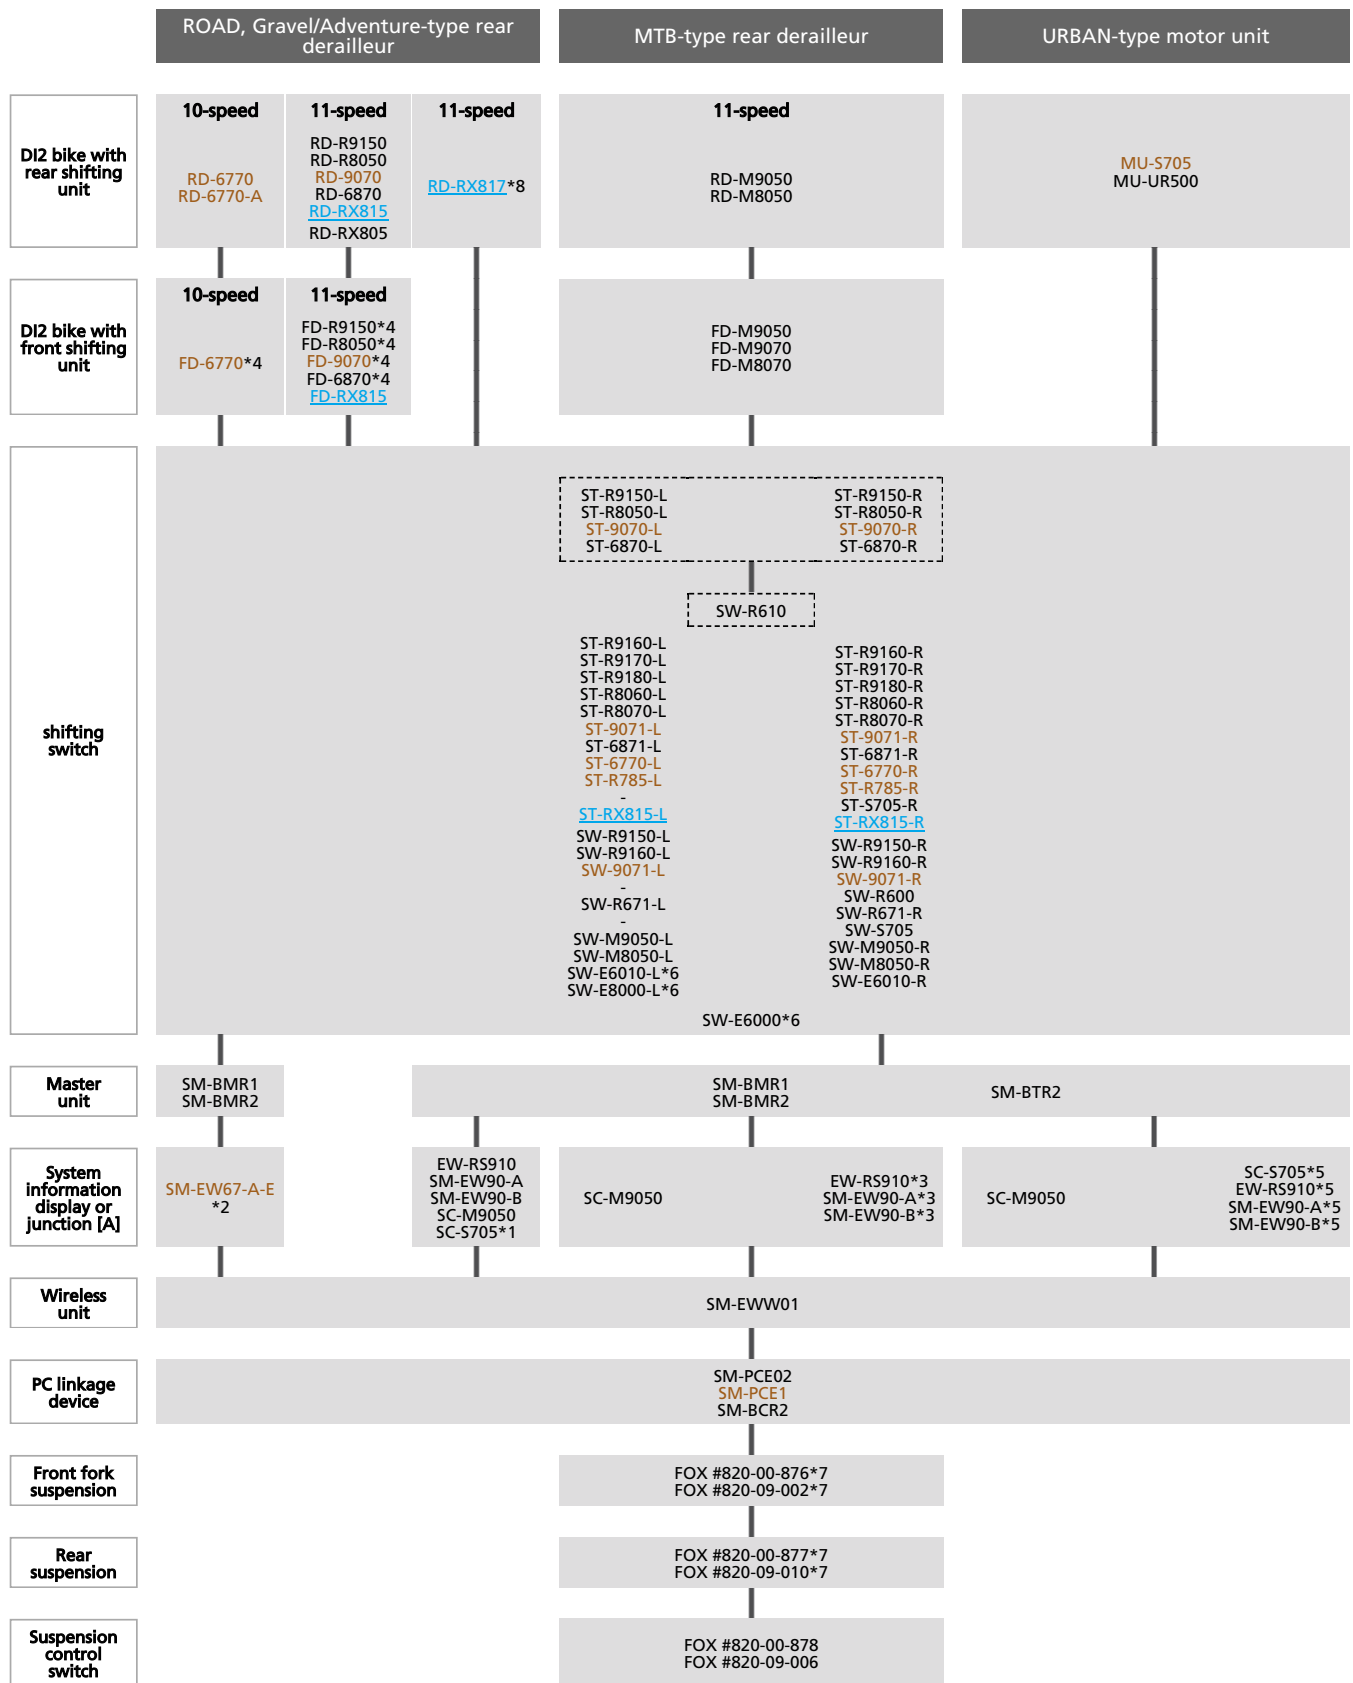 ROAD, Gravel/Adventure-type rear
derailleur
MTB-type rear derailleur
URBAN-type motor unit
DI2 bike with
rear shifting
unit
10-speed
RD-6770
RD-6770-A
11-speed
RD-R9150
RD-R8050
RD-9070
RD-6870
RD-RX815
RD-RX805
11-speed
RD-RX817*8
11-speed
RD-M9050
RD-M8050
MU-S705
MU-UR500
DI2 bike with
front shifting
unit
10-speed
FD-6770*4
11-speed
FD-R9150*4
FD-R8050*4
FD-9070*4
FD-6870*4
FD-RX815
FD-M9050
FD-M9070
FD-M8070
shifting
switch
ST-R9150-L
ST-R8050-L
ST-9070-L
ST-6870-L
ST-R9150-R
ST-R8050-R
ST-9070-R
ST-6870-R
SW-R610
ST-R9160-L
ST-R9170-L
ST-R9180-L
ST-R8060-L
ST-R8070-L
ST-9071-L
ST-6871-L
ST-6770-L
ST-R785-L
-
ST-RX815-L
SW-R9150-L
SW-R9160-L
SW-9071-L
-
SW-R671-L
-
SW-M9050-L
SW-M8050-L
SW-E6010-L*6
SW-E8000-L*6
ST-R9160-R
ST-R9170-R
ST-R9180-R
ST-R8060-R
ST-R8070-R
ST-9071-R
ST-6871-R
ST-6770-R
ST-R785-R
ST-S705-R
ST-RX815-R
SW-R9150-R
SW-R9160-R
SW-9071-R
SW-R600
SW-R671-R
SW-S705
SW-M9050-R
SW-M8050-R
SW-E6010-R
SW-E6000*6
Master
unit
SM-BMR1
SM-BMR2
SM-BMR1
SM-BMR2
SM-BTR2
System
information
display or
junction [A]
SM-EW67-A-E
*2
EW-RS910
SM-EW90-A
SM-EW90-B
SC-M9050
SC-S705*1
SC-M9050
EW-RS910*3
SM-EW90-A*3
SM-EW90-B*3
SC-M9050
SC-S705*5
EW-RS910*5
SM-EW90-A*5
SM-EW90-B*5
Wireless
unit
SM-EWW01
PC linkage
device
SM-PCE02
SM-PCE1
SM-BCR2
Front fork
suspension
FOX #820-00-876*7
FOX #820-09-002*7
Rear
suspension
FOX #820-00-877*7
FOX #820-09-010*7
Suspension
control
switch
FOX #820-00-878
FOX #820-09-006